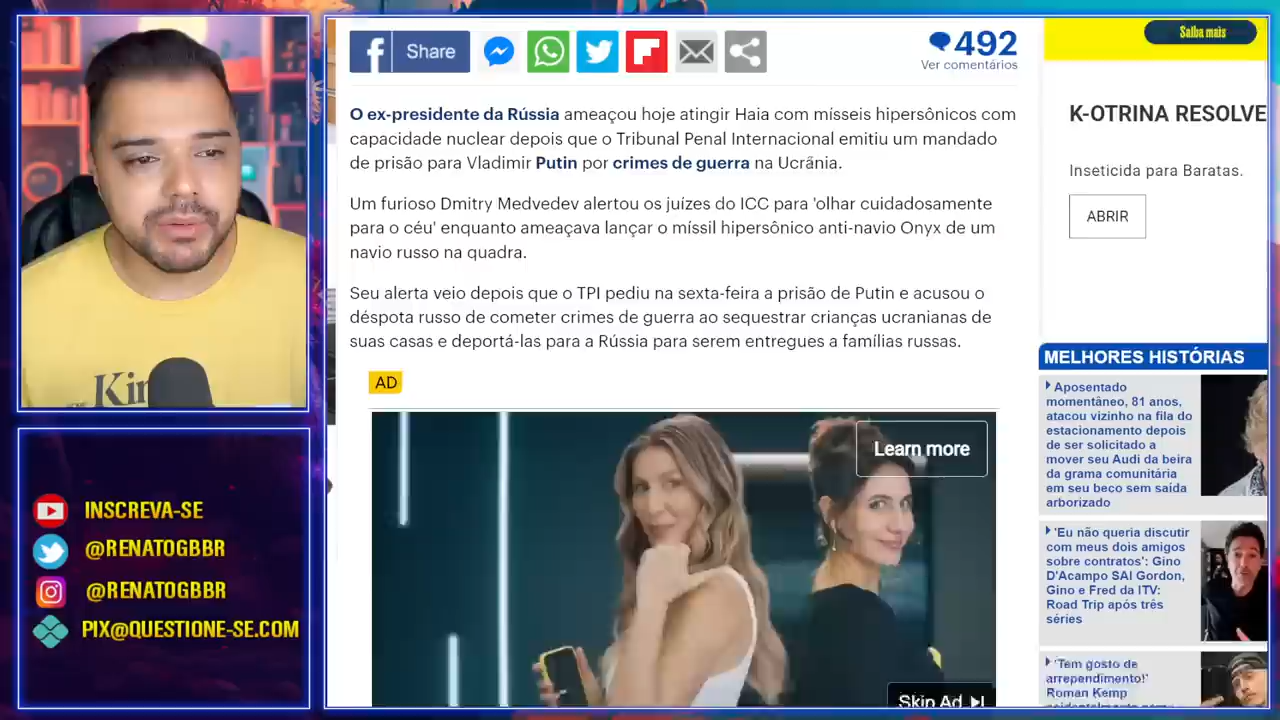 Share
492
Ver comentários
Saiba mais
O ex-presidente da Rússia ameaçou hoje atingir Haia com mísseis hipersônicos com
capacidade nuclear depois que o Tribunal Penal Internacional emitiu um mandado
de prisão para Vladimir Putin por crimes de guerra na Ucrânia.
Um furioso Dmitry Medvedev alertou os juízes do ICC para 'olhar cuidadosamente
para o céu' enquanto ameaçava lançar o míssil hipersônico anti-navio Onyx de um
navio russo na quadra.
Seu alerta veio depois que o TPI pediu na sexta-feira a prisão de Putin e acusou o
déspota russo de cometer crimes de guerra ao sequestrar crianças ucranianas de
suas casas e deportá-las para a Rússia para serem entregues a famílias russas.
AD
Learn more
Skip Ad
K-OTRINA RESOLVE
Inseticida para Baratas.
ABRIR
MELHORES HISTÓRIAS
Aposentado
momentâneo, 81 anos,
atacou vizinho na fila do
estacionamento depois
de ser solicitado a
mover seu Audi da beira
da grama comunitária
em seu beco sem saída
arborizado
'Eu não queria discutir
com meus dois amigos
sobre contratos': Gino
D'Acampo SAI Gordon,
Gino e Fred da ITV:
Road Trip após três
séries
'Tem gosto de
arrependimento!'
Roman Kemp
Kin
INSCREVA-SE
@RENATOGBBR
@RENATOGBBR
PIX@QUESTIONE-SE.COM